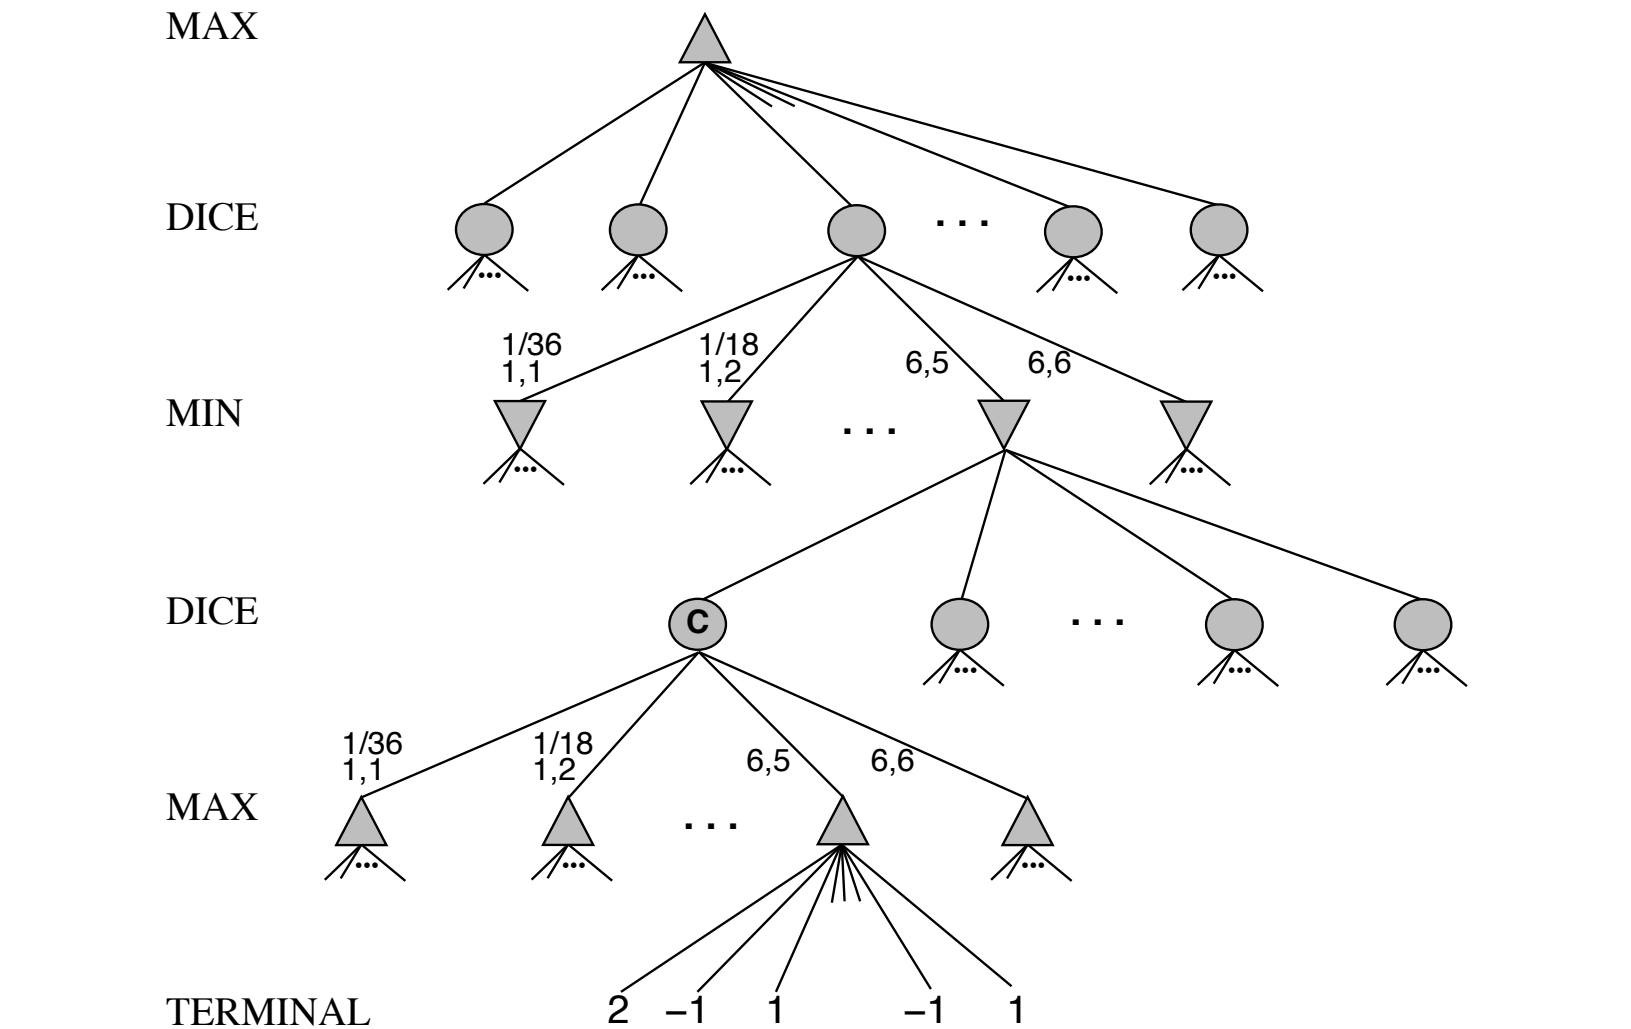 MAX
DICE
. . .
... ... ... ...
1/36 1/18
1,1 1,2 6,5 6,6
MIN
. . .
... ... ...
DICE
C
. . .
... ... ...
1/36 1/18
1,1 1,2 6,5 6,6
MAX
. . .
... ... ...
TERMINAL 2 –1 1 –1 1